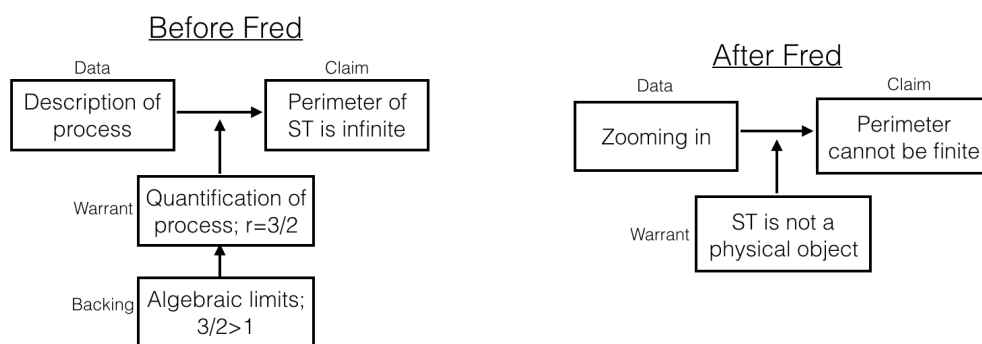 Before Fred
Data
Claim
Description of
process
Perimeter of
ST is infinite
Warrant
Quantification of
process; r=3/2
Backing
Algebraic limits;
3/2>1
After Fred
Data
Claim
Zooming in
Perimeter
cannot be finite
Warrant
ST is not a
physical object